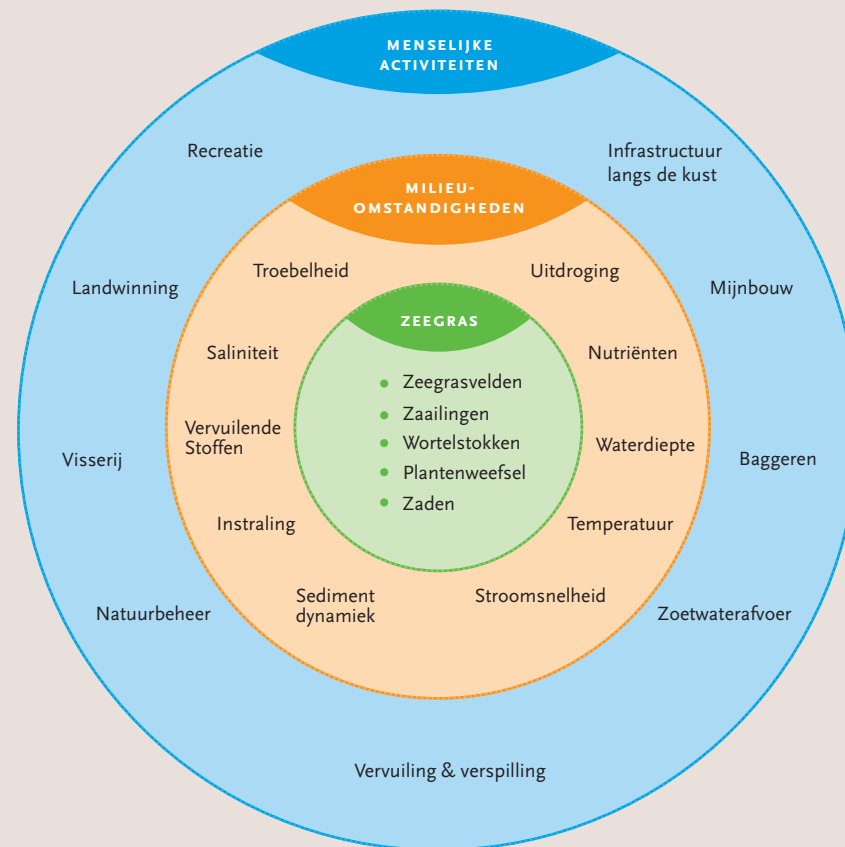 MENSELIJKE
ACTIVITEITEN
Recreatie
Infrastructuur
langs de kust
MILIEU-
OMSTANDIGHEDEN
Troebelheid
Uitdroging
Landwinning
Mijnbouw
ZEEGRAS
Saliniteit
Nutriënten
Zeegrasvelden
Zaailingen
Wortelstokken
Plantenweefsel
Zaden
Vervuilende
Stoffen
Waterdiepte
Visserij
Baggeren
Instraling
Temperatuur
Sediment
dynamiek
Stroomsnelheid
Natuurbeheer
Zoetwaterafvoer
Vervuiling & verspilling